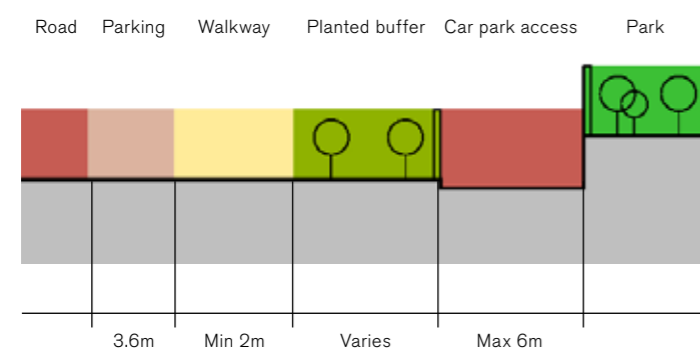 Road Parking Walkway Planted buffer Car park access Park
3.6m Min 2m Varies Max 6m